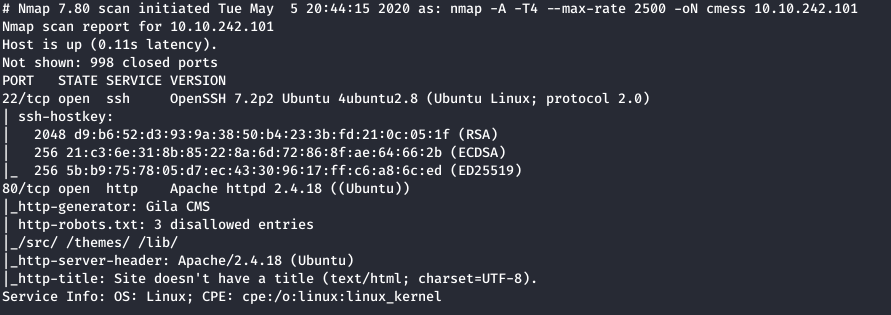 # Nmap 7.80 scan initiated Tue May  5 20:44:15 2020 as: nmap -A -T4 --max-rate 2500 -oN cmess 10.10.242.101
Nmap scan report for 10.10.242.101
Host is up (0.11s latency).
Not shown: 998 closed ports
PORT   STATE SERVICE VERSION
22/tcp open  ssh     OpenSSH 7.2p2 Ubuntu 4ubuntu2.8 (Ubuntu Linux; protocol 2.0)
| ssh-hostkey:
|   2048 d9:b6:52:d3:93:9a:38:50:b4:23:3b:fd:21:0c:05:1f (RSA)
|   256 21:c3:6e:31:8b:85:22:8a:6d:72:86:8f:ae:64:66:2b (ECDSA)
|_  256 5b:b9:75:78:05:d7:ec:43:30:96:17:ff:c6:a8:6c:ed (ED25519)
80/tcp open  http    Apache httpd 2.4.18 ((Ubuntu))
|_http-generator: Gila CMS
| http-robots.txt: 3 disallowed entries
|_/src/ /themes/ /lib/
|_http-server-header: Apache/2.4.18 (Ubuntu)
|_http-title: Site doesn't have a title (text/html; charset=UTF-8).
Service Info: OS: Linux; CPE: cpe:/o:linux:linux_kernel